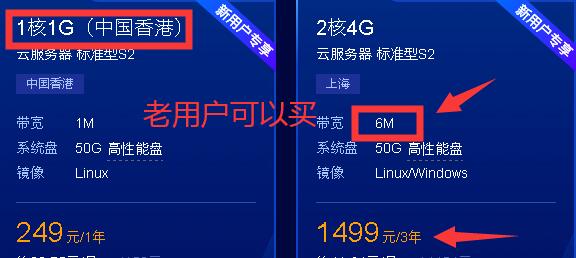 1核1G（中国香港）
新用户专享
云服务器 标准型S2
中国香港
带宽 1M
系统盘 50G 高性能盘
镜像 Linux
249元/1年
老用户可以买
2核4G
新用户专享
云服务器 标准型S2
上海
带宽 6M
系统盘 50G 高性能盘
镜像 Linux/Windows
1499元/3年